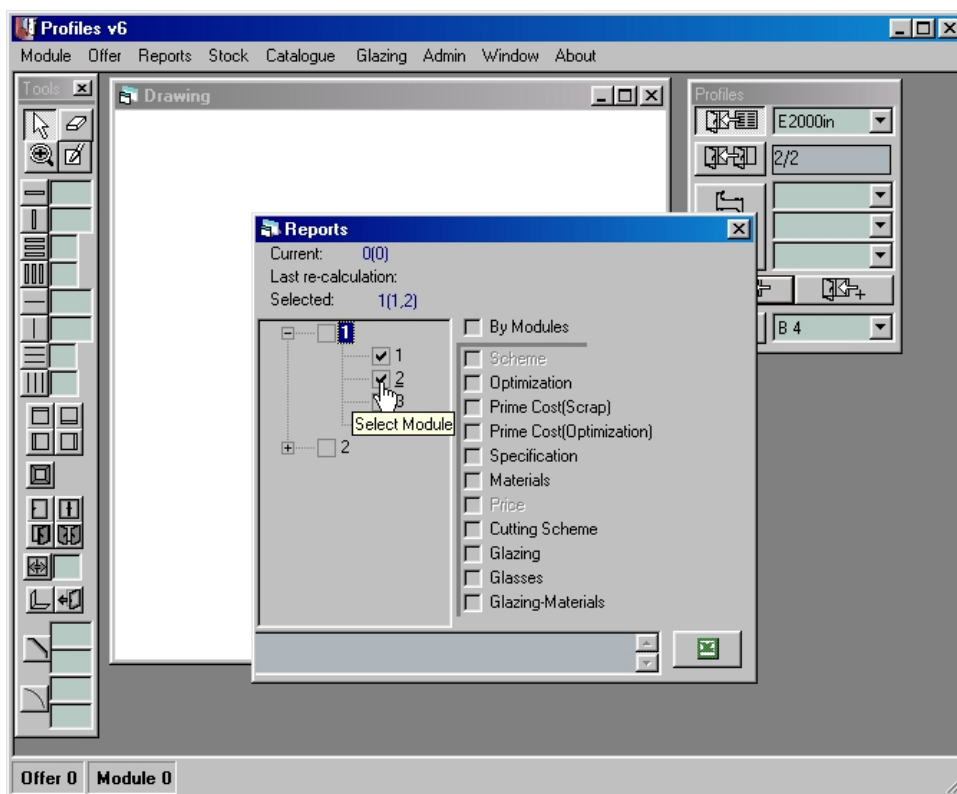 Profiles v6
Module Offer Reports Stock Catalogue Glazing Admin Window About
Tools
Drawing
Profiles
E2000in
2/2
B 4
Reports
Current: 0(0)
Last re-calculation:
Selected: 1(1,2)
1
1
2
3
2
Select Module
By Modules
Scheme
Optimization
Prime Cost(Scrap)
Prime Cost(Optimization)
Specification
Materials
Price
Cutting Scheme
Glazing
Glasses
Glazing-Materials
Offer 0 Module 0